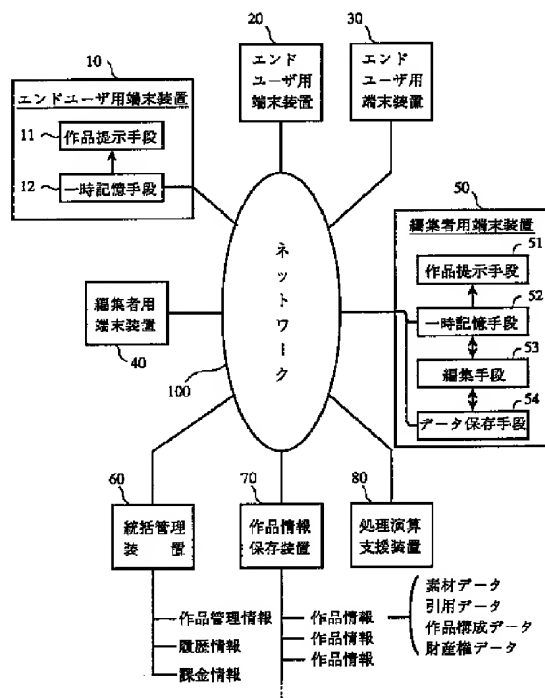 10
エンドユーザ用端末装置
11
作品提示手段
12
一時記憶手段
20
エンド
ユーザ用
端末装置
30
エンド
ユーザ用
端末装置
ネットワーク
100
編集者用
端末装置
40
50
編集者用端末装置
51
作品提示手段
52
一時記憶手段
53
編集手段
54
データ保存手段
60
統括管理
装 置
作品管理情報
履歴情報
課金情報
70
作品情報
保存装置
作品情報
作品情報
作品情報
素材データ
引用データ
作品構成データ
財産権データ
80
処理演算
支援装置